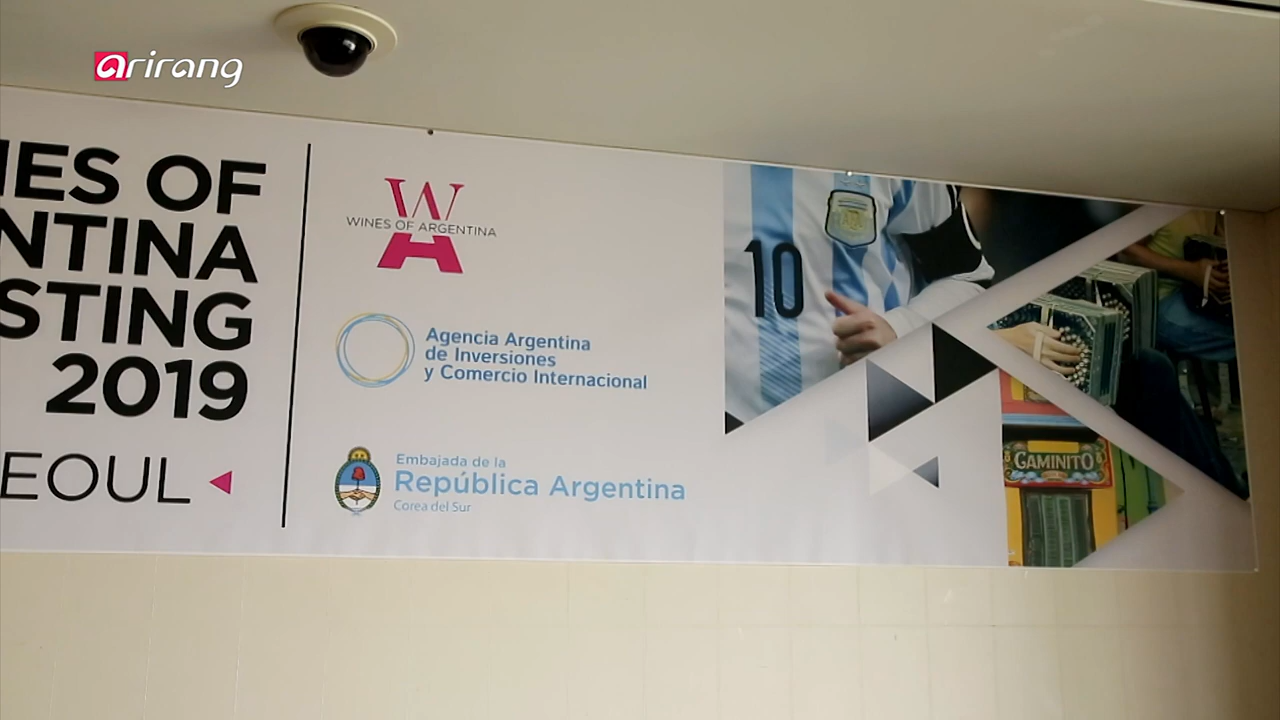 arirang
NES OF
NTINA
STING
2019
EOUL
W
WINES OF ARGENTINA
A
Agencia Argentina
de Inversiones
y Comercio Internacional
Embajada de la
República Argentina
Corea del Sur
10
CAMINITO